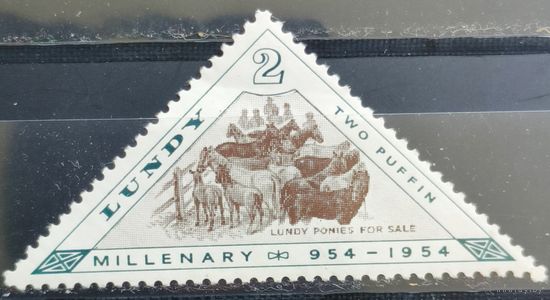 2
LUNDY
TWO PUFFIN
LUNDY PONIES FOR SALE
MILLENARY 954-1954